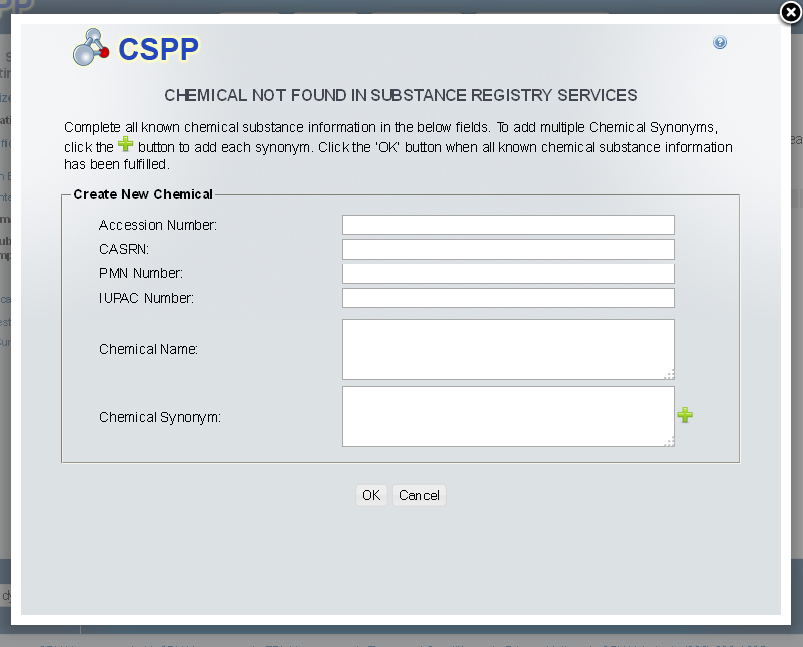 CSPP
CHEMICAL NOT FOUND IN SUBSTANCE REGISTRY SERVICES
Complete all known chemical substance information in the below fields. To add multiple Chemical Synonyms,
click the button to add each synonym. Click the 'OK' button when all known chemical substance information
has been fulfilled.
Create New Chemical
Accession Number:
CASRN:
PMN Number:
IUPAC Number:
Chemical Name:
Chemical Synonym:
OK Cancel